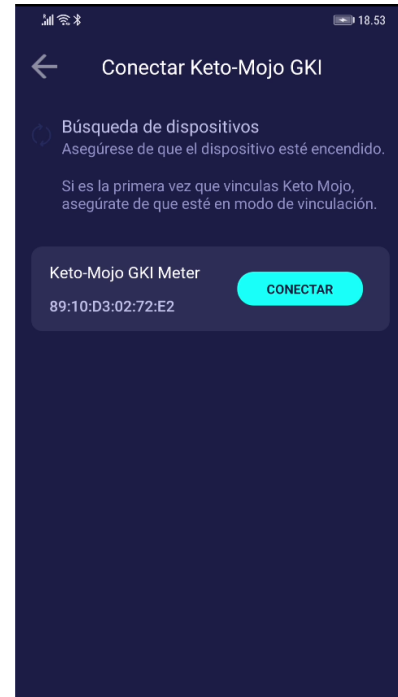 18.53
Conectar Keto-Mojo GKI
Búsqueda de dispositivos
Asegúrese de que el dispositivo esté encendido.
Si es la primera vez que vinculas Keto Mojo,
asegúrate de que esté en modo de vinculación.
Keto-Mojo GKI Meter
CONECTAR
89:10:D3:02:72:E2